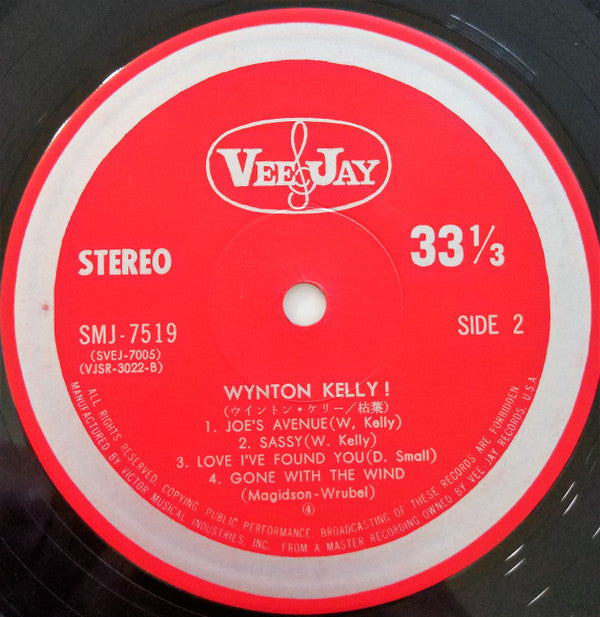 VEE JAY
STEREO
33 1/3
SMJ-7519
(SVEJ-7005)
(VJSR-3022-B)
SIDE 2
WYNTON KELLY!
(ウイントン・ケリー/枯葉)
1. JOE'S AVENUE(W, Kelly)
2. SASSY(W. Kelly)
3. LOVE I'VE FOUND YOU(D. Small)
4. GONE WITH THE WIND
(Magidson-Wrubel)
④
ALL RIGHTS RESERVED. COPYING, PUBLIC PERFORMANCE, BROADCASTING OF THESE RECORDS ARE FORBIDDEN
MANUFACTURED BY VICTOR MUSICAL INDUSTRIES, INC. FROM A MASTER RECORDING OWNED BY VEE JAY RECORDS, U.S.A